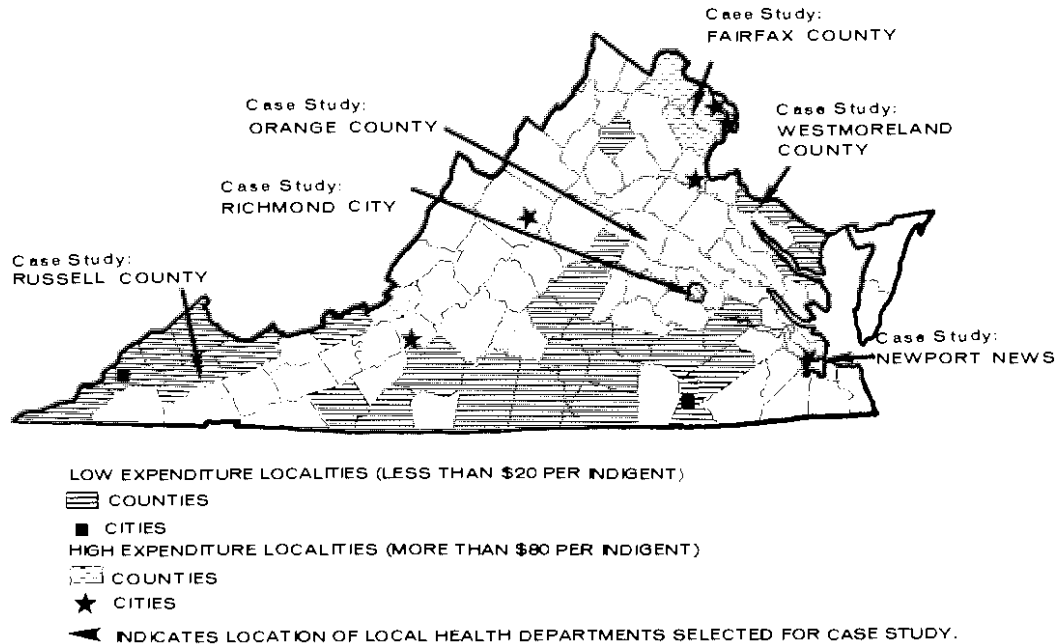 Case Study:
FAIRFAX COUNTY
Case Study:
ORANGE COUNTY
Case Study:
WESTMORELAND
COUNTY
Case Study:
RICHMOND CITY
Case Study:
RUSSELL COUNTY
Case Study:
NEWPORT NEWS
LOW EXPENDITURE LOCALITIES (LESS THAN $20 PER INDIGENT)
COUNTIES
CITIES
HIGH EXPENDITURE LOCALITIES (MORE THAN $80 PER INDIGENT)
COUNTIES
CITIES
INDICATES LOCATION OF LOCAL HEALTH DEPARTMENTS SELECTED FOR CASE STUDY.